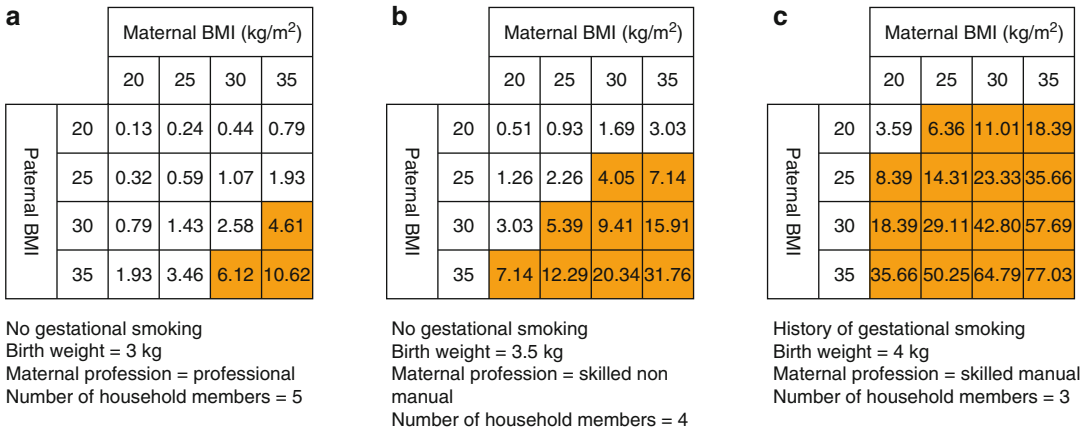 a
Maternal BMI (kg/m²)
20 25 30 35
Paternal BMI
20 0.13 0.24 0.44 0.79
25 0.32 0.59 1.07 1.93
30 0.79 1.43 2.58 4.61
35 1.93 3.46 6.12 10.62
No gestational smoking
Birth weight = 3 kg
Maternal profession = professional
Number of household members = 5
b
Maternal BMI (kg/m²)
20 25 30 35
Paternal BMI
20 0.51 0.93 1.69 3.03
25 1.26 2.26 4.05 7.14
30 3.03 5.39 9.41 15.91
35 7.14 12.29 20.34 31.76
No gestational smoking
Birth weight = 3.5 kg
Maternal profession = skilled non
manual
Number of household members = 4
c
Maternal BMI (kg/m²)
20 25 30 35
Paternal BMI
20 3.59 6.36 11.01 18.39
25 8.39 14.31 23.33 35.66
30 18.39 29.11 42.80 57.69
35 35.66 50.25 64.79 77.03
History of gestational smoking
Birth weight = 4 kg
Maternal profession = skilled manual
Number of household members = 3